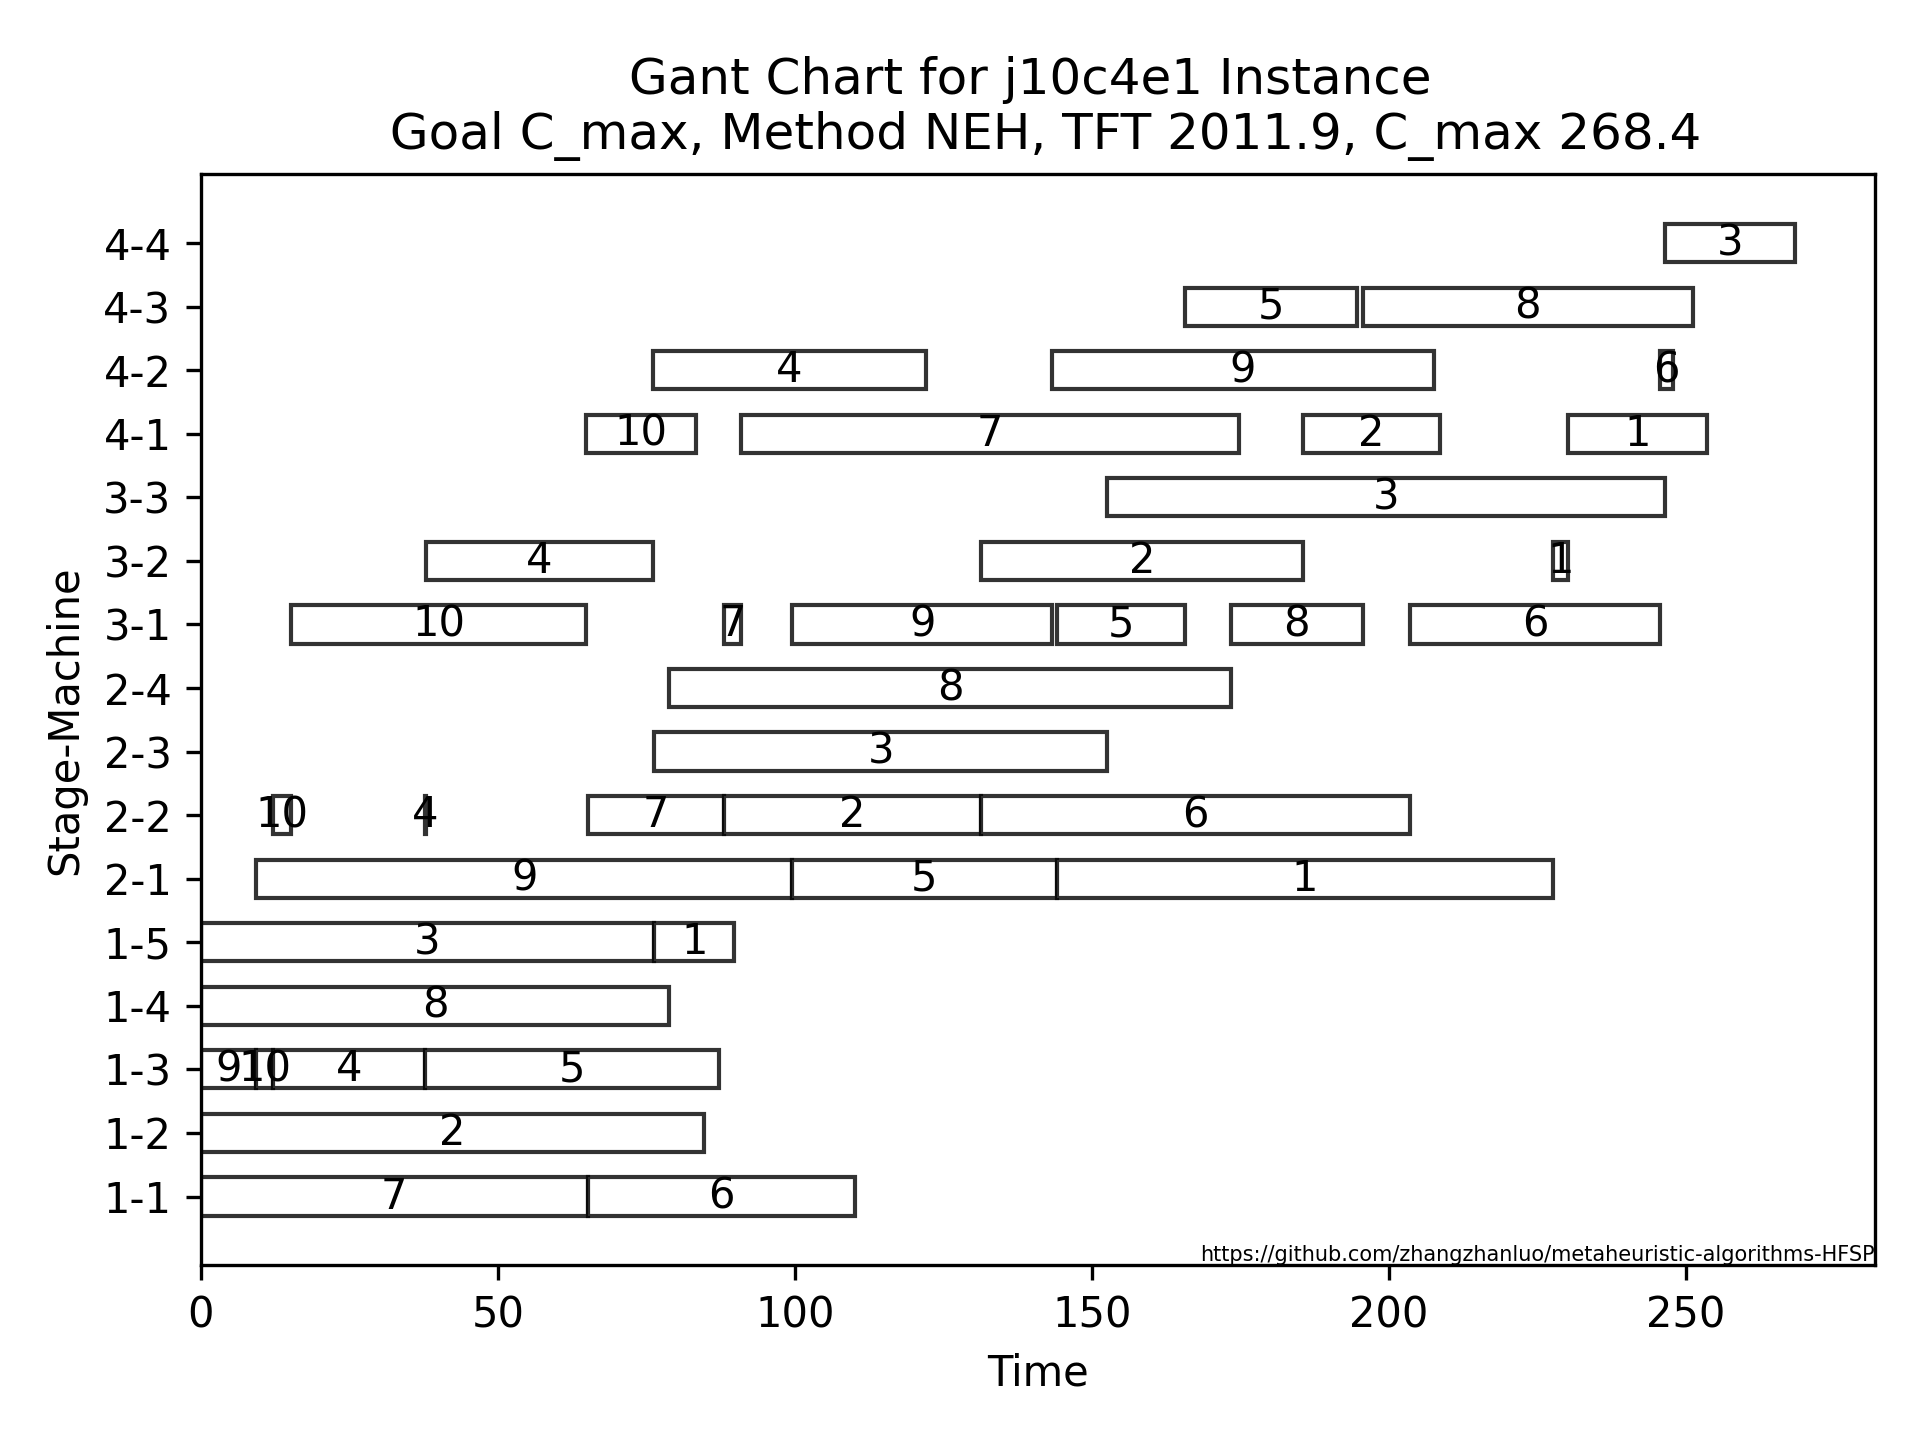 Gant Chart for j10c4e1 Instance
Goal C_max, Method NEH, TFT 2011.9, C_max 268.4
4-4 3
4-3 5 8
4-2 4 9 6
4-1 10 7 2 1
3-3 3
3-2 4 2 1
3-1 10 7 9 5 8 6
2-4 8
2-3 3
2-2 10 4 7 2 6
2-1 9 5 1
1-5 3 1
1-4 8
1-3 9 10 4 5
1-2 2
1-1 7 6
Stage-Machine
https://github.com/zhangzhanluo/metaheuristic-algorithms-HFSP
0 50 100 150 200 250
Time